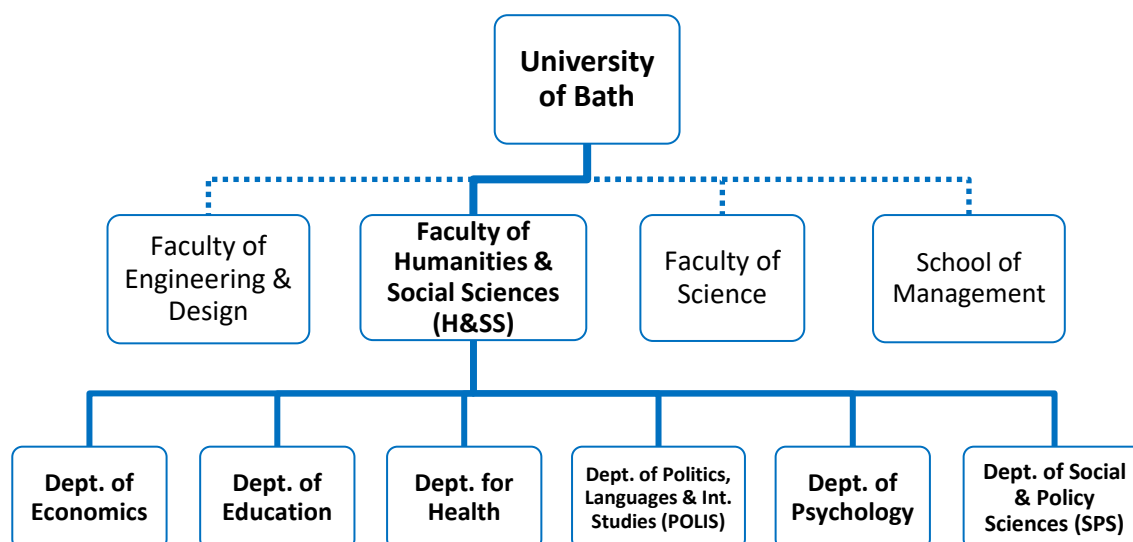 University
of Bath
Faculty of
Engineering &
Design
Faculty of
Humanities &
Social Sciences
(H&SS)
Faculty of
Science
School of
Management
Dept. of
Economics
Dept. of
Education
Dept. for
Health
Dept. of Politics,
Languages & Int.
Studies (POLIS)
Dept. of
Psychology
Dept. of Social
& Policy
Sciences (SPS)